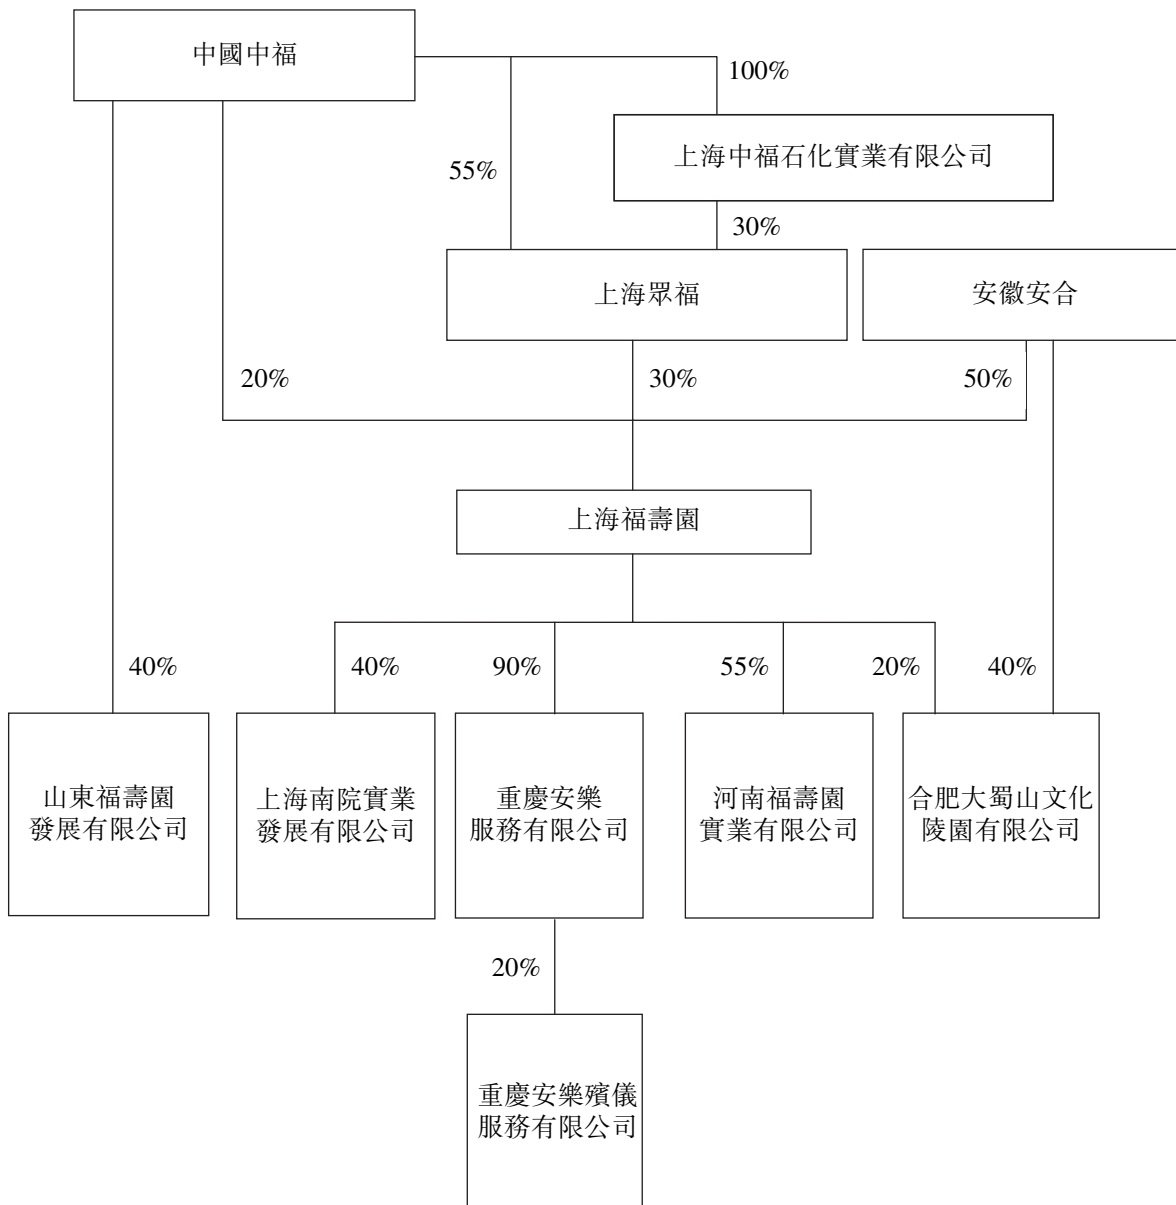 中國中福
100%
上海中福石化實業有限公司
55%
30%
上海眾福
安徽安合
20%
30%
50%
上海福壽園
40%
40%
90%
55%
20%
40%
山東福壽園
發展有限公司
上海南院實業
發展有限公司
重慶安樂
服務有限公司
河南福壽園
實業有限公司
合肥大蜀山文化
陵園有限公司
20%
重慶安樂殯儀
服務有限公司